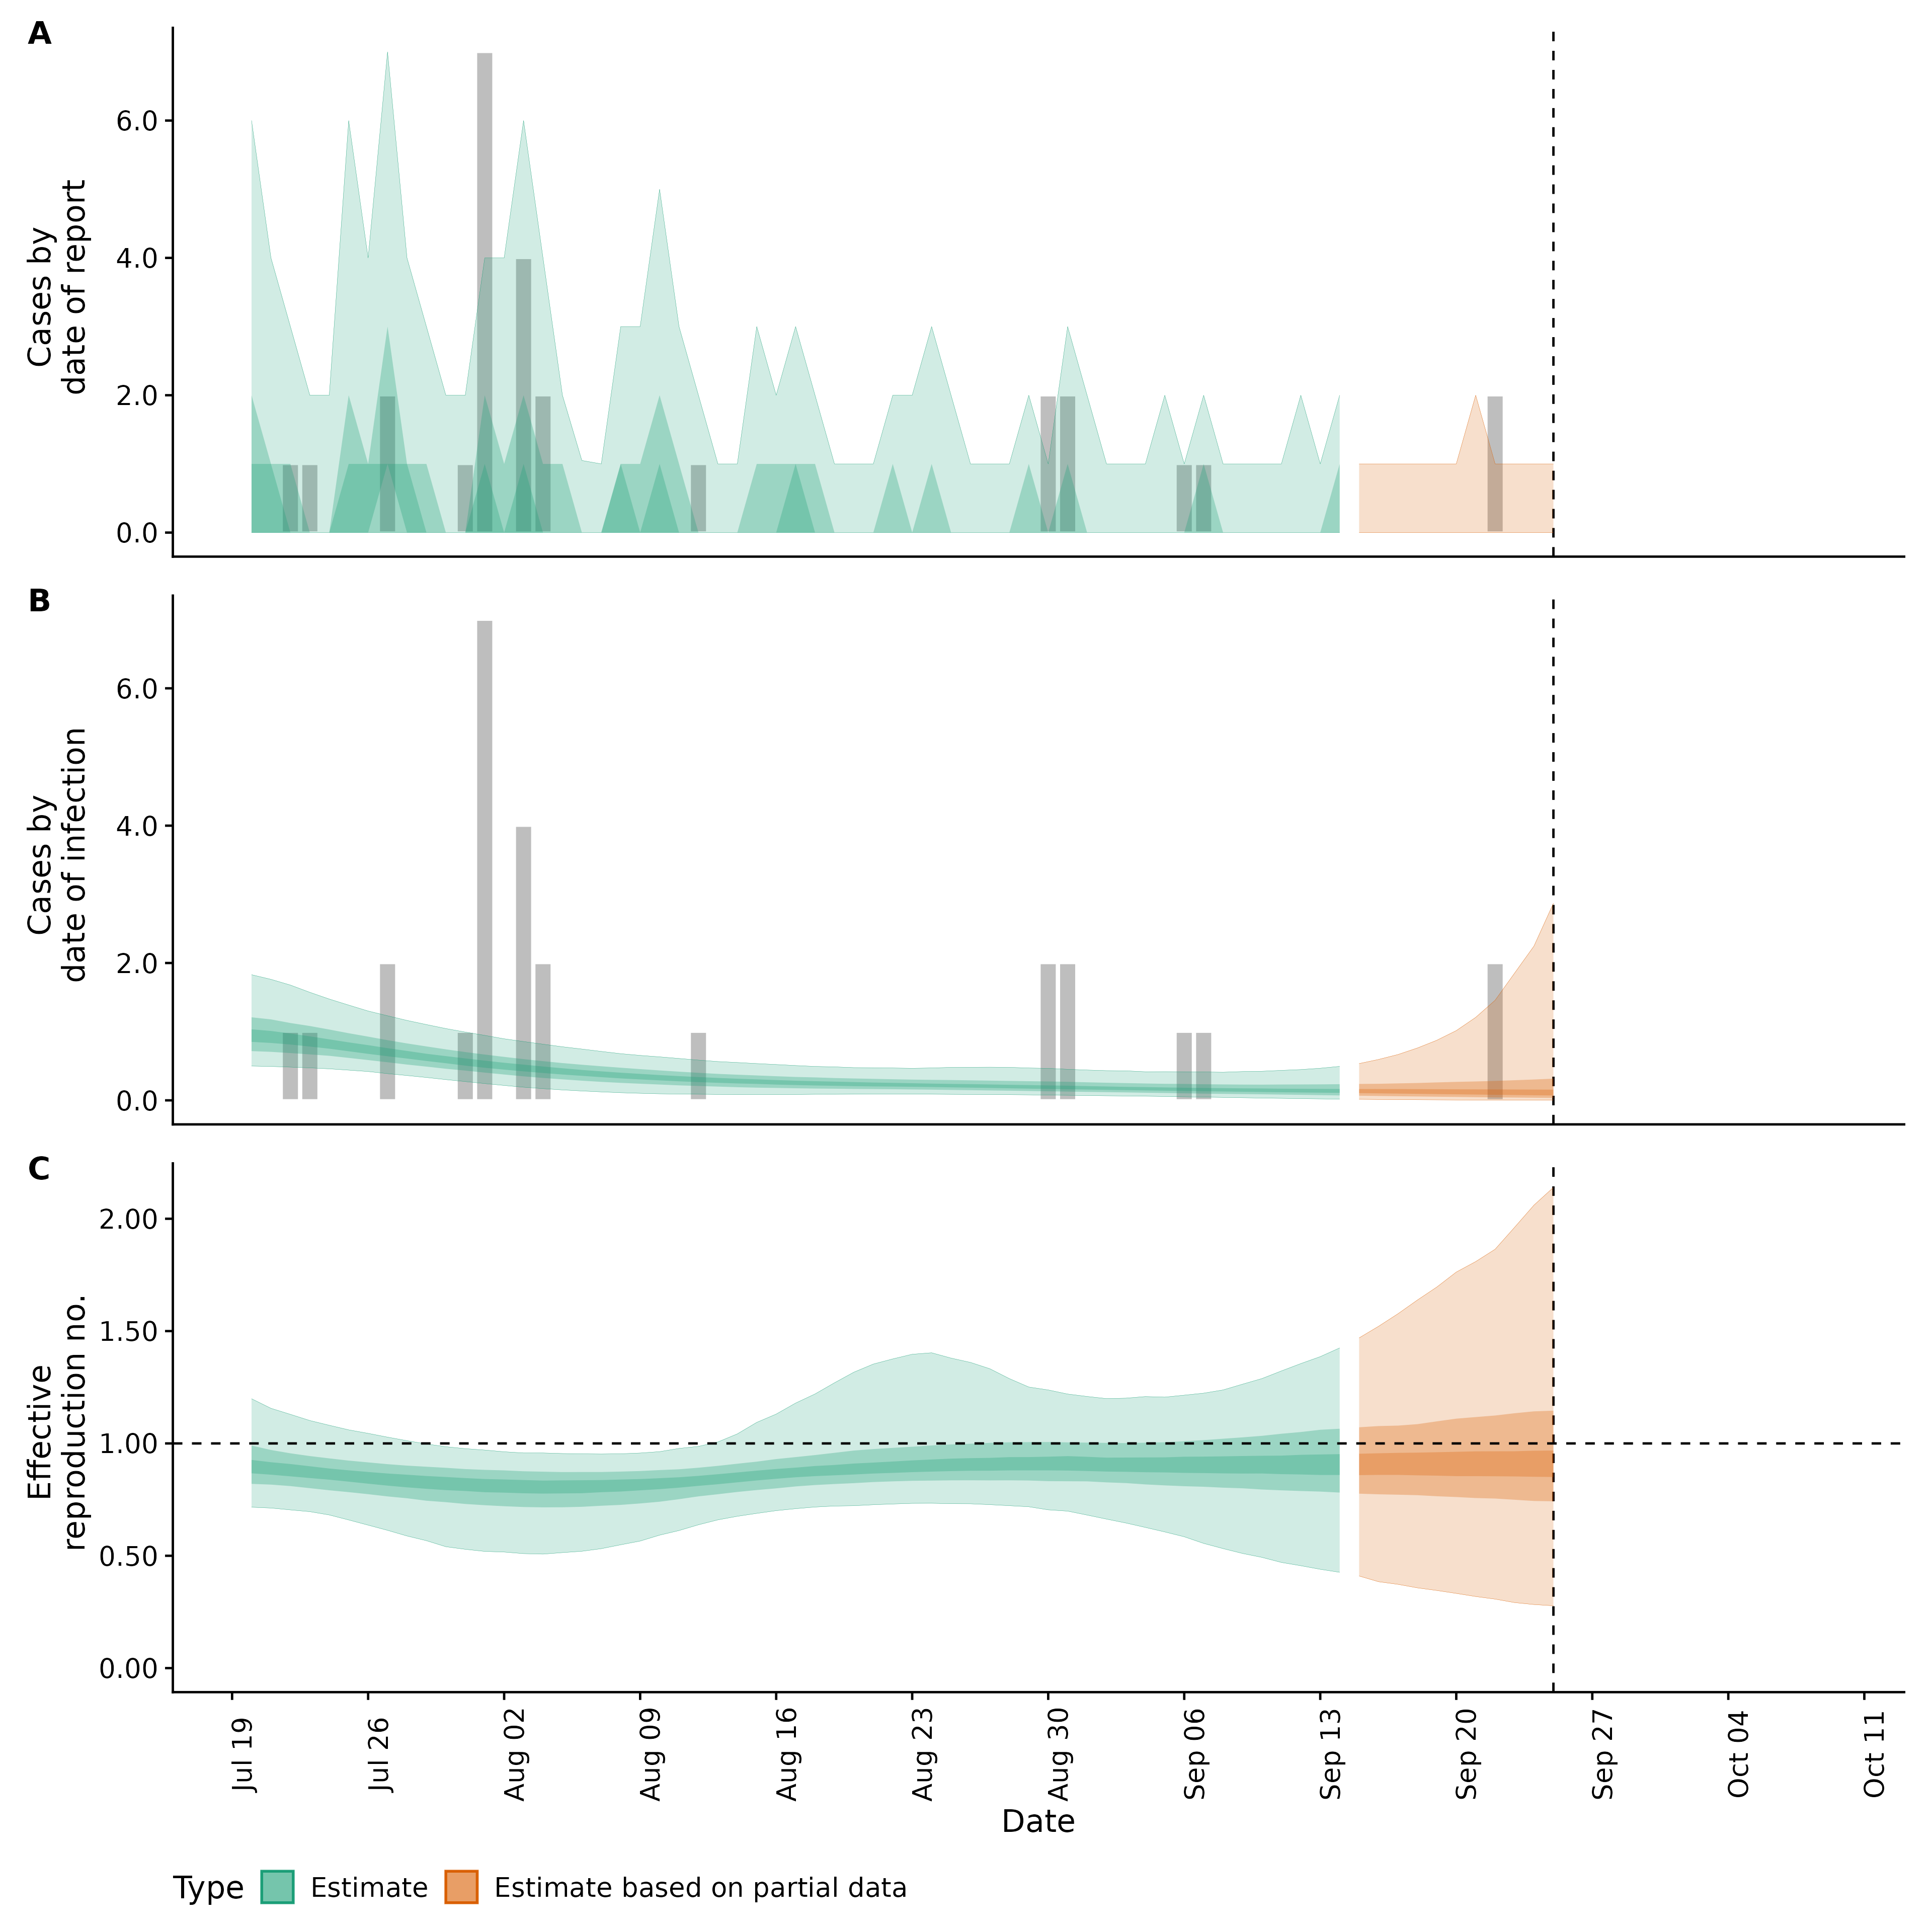 A
Cases by
date of report
6.0
4.0
2.0
0.0
B
Cases by
date of infection
6.0
4.0
2.0
0.0
C
Effective
reproduction no.
2.00
1.50
1.00
0.50
0.00
Jul 19
Jul 26
Aug 02
Aug 09
Aug 16
Aug 23
Aug 30
Sep 06
Sep 13
Sep 20
Sep 27
Oct 04
Oct 11
Date
Type
Estimate
Estimate based on partial data